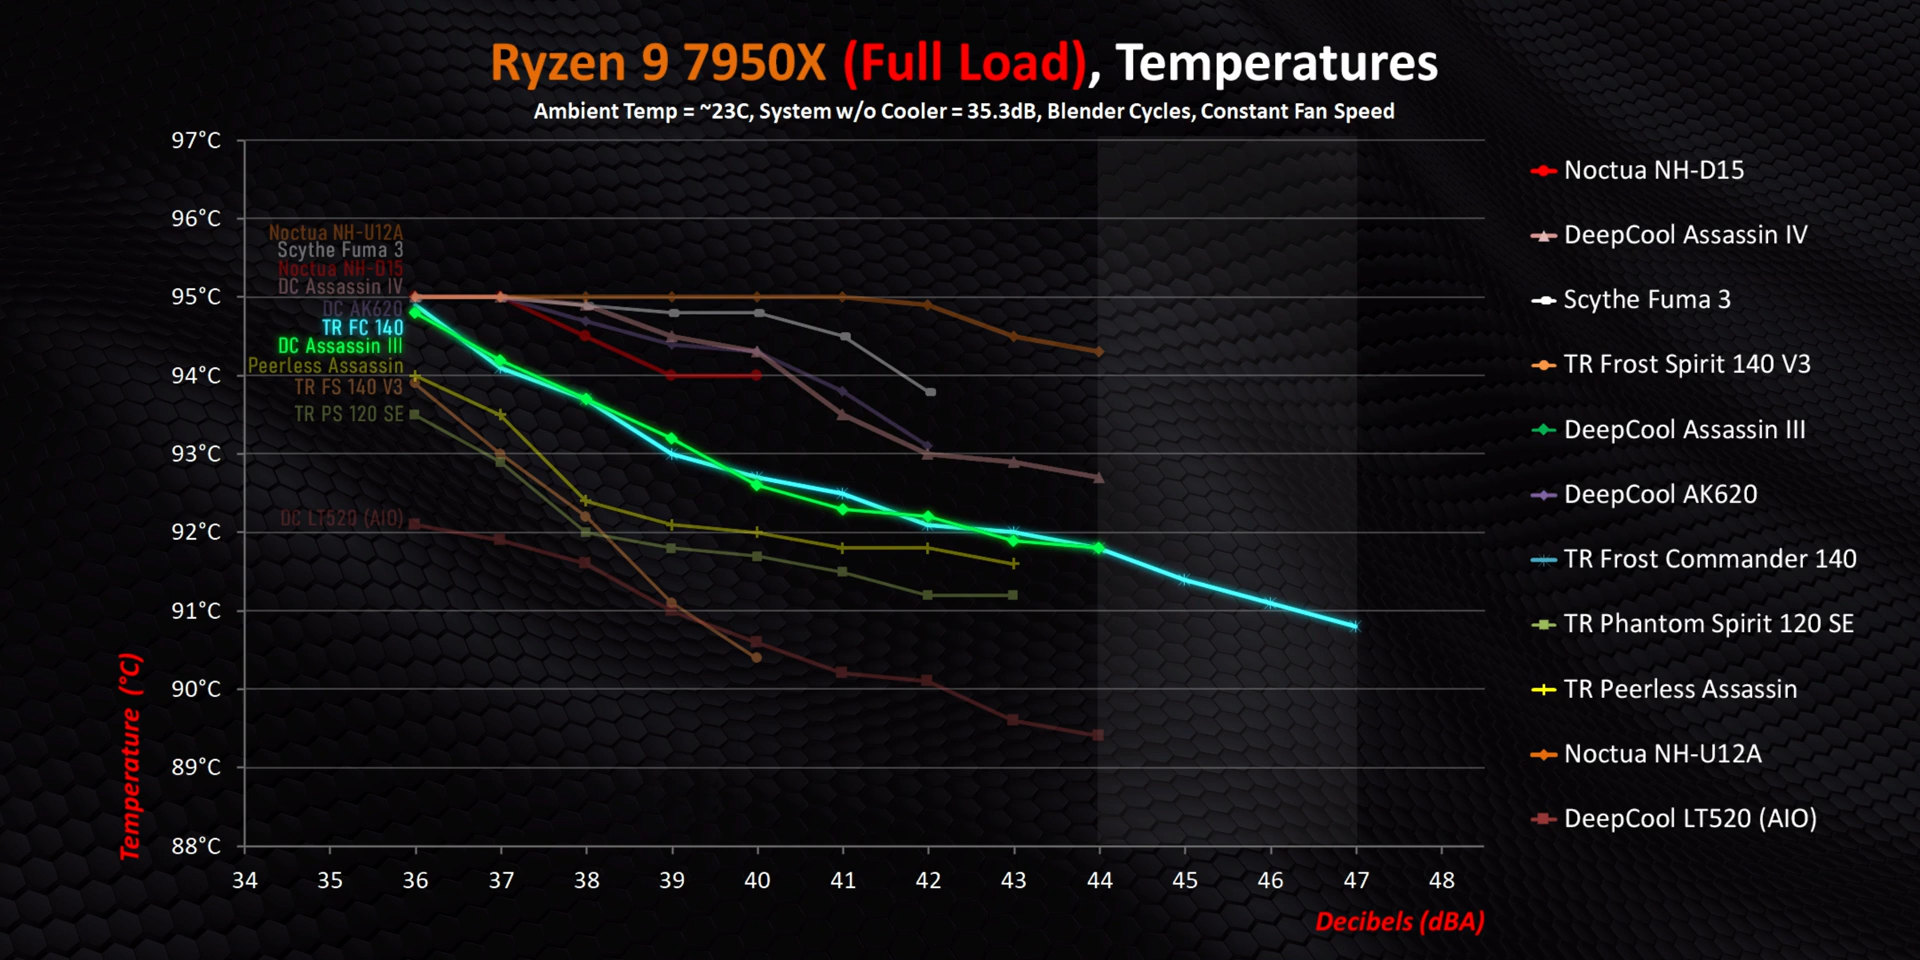 Ryzen 9 7950X (Full Load), Temperatures
Ambient Temp = ~23C, System w/o Cooler = 35.3dB, Blender Cycles, Constant Fan Speed
97°C
96°C
95°C
94°C
93°C
92°C
91°C
90°C
89°C
88°C
Temperature (°C)
Noctua NH-U12A
Scythe Fuma 3
Noctua NH-D15
DC Assassin IV
DC AK620
TR FC 140
DC Assassin III
Peerless Assassin
TR FS 140 V3
TR PS 120 SE
DC LT520 (AIO)
34 35 36 37 38 39 40 41 42 43 44 45 46 47 48
Decibels (dBA)
Noctua NH-D15
DeepCool Assassin IV
Scythe Fuma 3
TR Frost Spirit 140 V3
DeepCool Assassin III
DeepCool AK620
TR Frost Commander 140
TR Phantom Spirit 120 SE
TR Peerless Assassin
Noctua NH-U12A
DeepCool LT520 (AIO)